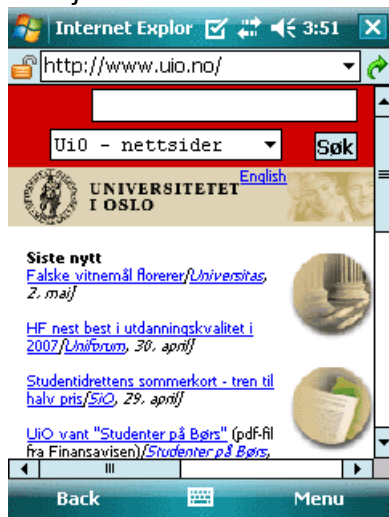 Internet Explor 3:51
http://www.uio.no/
UiO - nettsider Søk
English
UNIVERSITETET
I OSLO
Siste nytt
Falske vitnemål florerer[Universitas,
2. mai]
HF nest best i utdanningskvalitet i
2007[Uniforum, 30. april]
Studentidrettens sommerkort - tren til
halv pris[SiO, 29. april]
UiO vant "Studenter på Børs" (pdf-fil
fra Finansavisen)[Studenter på Børs,
Back Menu